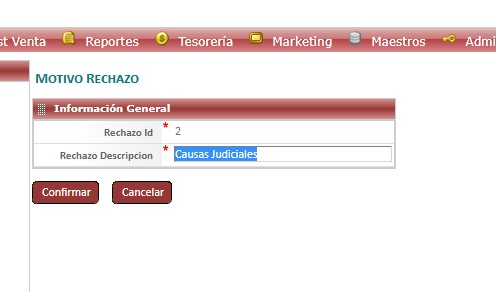 st Venta Reportes Tesorería Marketing Maestros Admi
MOTIVO RECHAZO
Información General
Rechazo Id * 2
Rechazo Descripcion * Causas Judiciales
Confirmar Cancelar